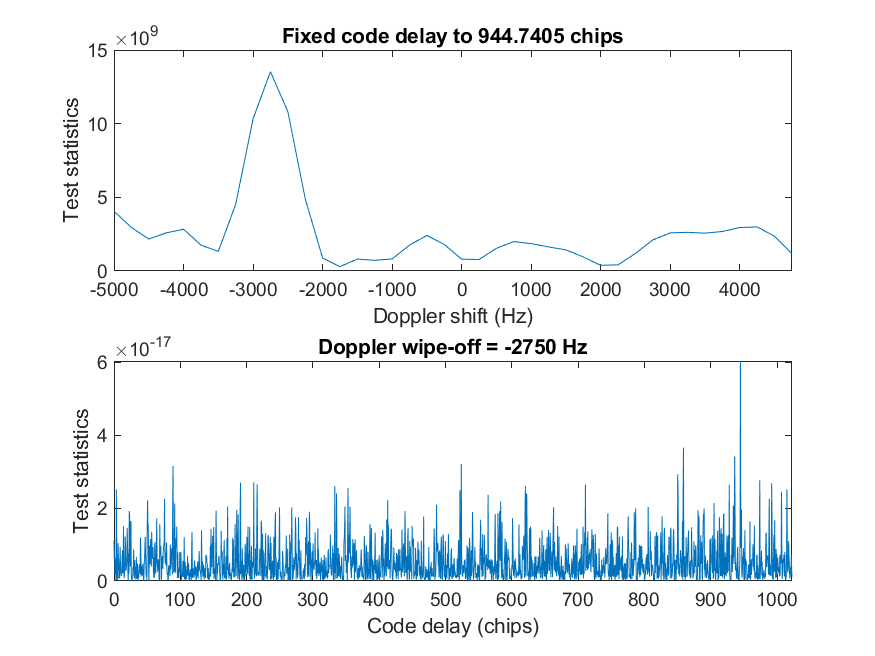 ×10^9
Fixed code delay to 944.7405 chips
15
10
5
0
Test statistics
-5000 -4000 -3000 -2000 -1000 0 1000 2000 3000 4000
Doppler shift (Hz)
×10^-17
Doppler wipe-off = -2750 Hz
6
4
2
0
Test statistics
0 100 200 300 400 500 600 700 800 900 1000
Code delay (chips)